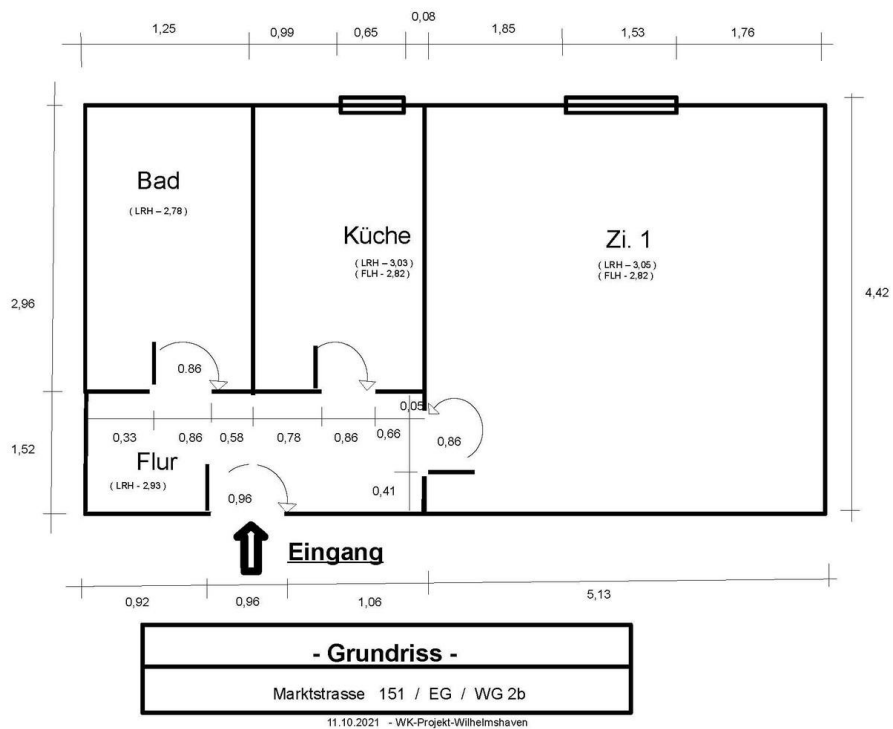 0,08
1,25 0,99 0,65 1,85 1,53 1,76
Bad
( LRH – 2,78 )
Küche
( LRH – 3,03 )
( FLH - 2,82 )
Zi. 1
( LRH – 3,05 )
( FLH - 2,82 )
2,96
4,42
0.86
0,05
0,33 0,86 0,58 0,78 0,86 0,66
0,86
1,52
Flur
( LRH - 2,93 )
0,96
0,41
Eingang
0,92 0,96 1,06 5,13
- Grundriss -
Marktstrasse 151 / EG / WG 2b
11.10.2021 - WK-Projekt-Wilhelmshaven